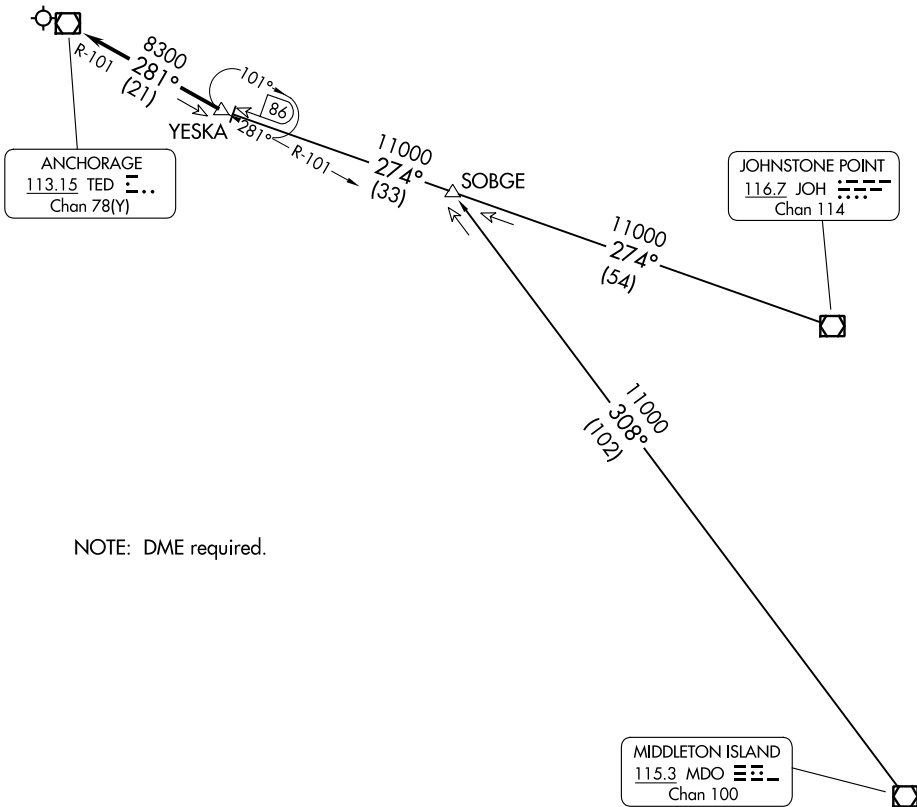 R-101
8300
281°
(21)
101°
86
YESKA
281°
R-101
11000
274°
(33)
SOBGE
ANCHORAGE
113.15 TED
Chan 78(Y)
JOHNSTONE POINT
116.7 JOH
Chan 114
11000
274°
(54)
11000
308°
(102)
NOTE: DME required.
MIDDLETON ISLAND
115.3 MDO
Chan 100